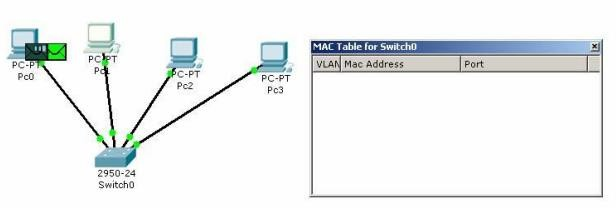 PC-PT
Pc0
PC-PT
Pc1
PC-PT
Pc2
PC-PT
Pc3
2950-24
Switch0
MAC Table for Switch0
VLAN Mac Address Port